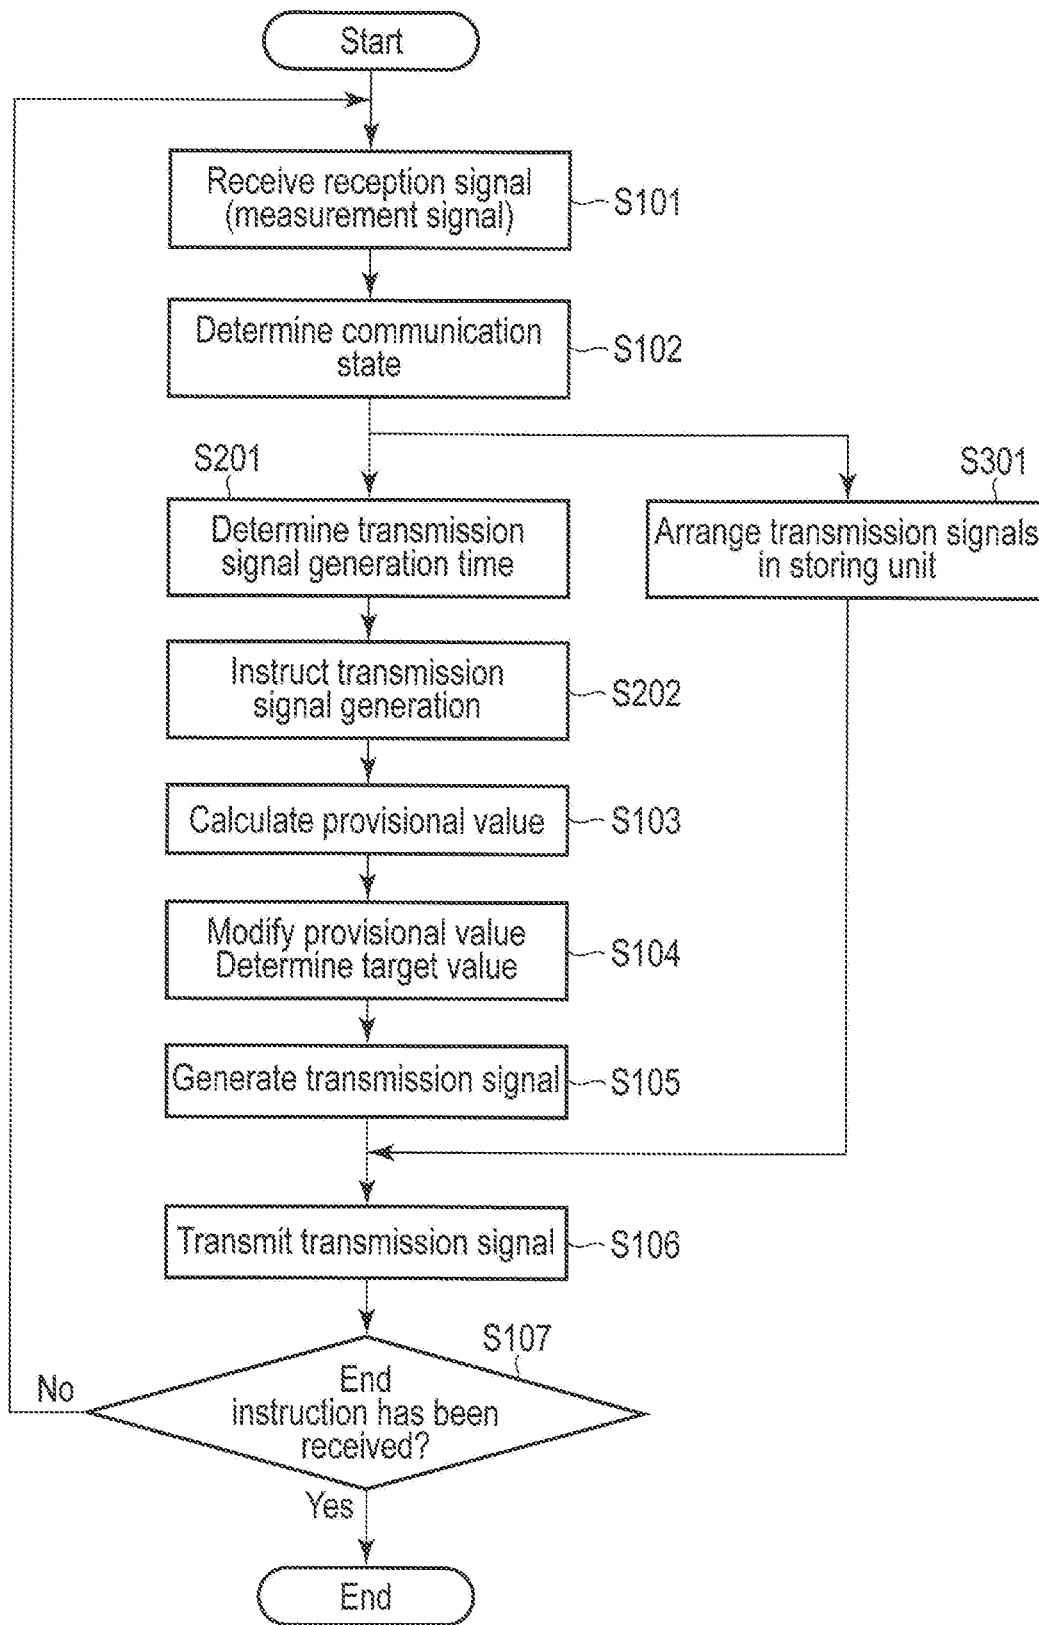 Start
Receive reception signal
(measurement signal)
S101
Determine communication
state
S102
S201
S301
Determine transmission
signal generation time
Arrange transmission signals
in storing unit
Instruct transmission
signal generation
S202
Calculate provisional value
S103
Modify provisional value
Determine target value
S104
Generate transmission signal
S105
Transmit transmission signal
S106
S107
No
End
instruction has been
received?
Yes
End